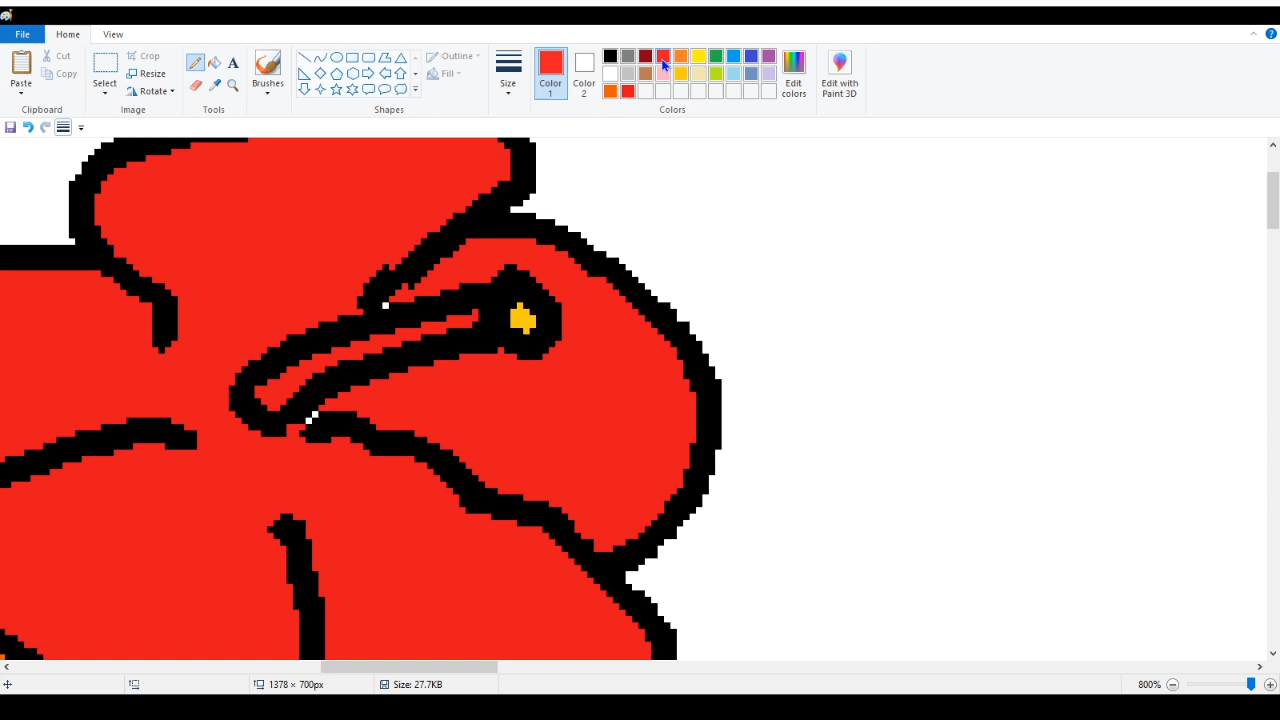 File Home View
Paste
Cut
Copy
Clipboard
Select
Crop
Resize
Rotate
Image
A
Tools
Brushes
Outline
Fill
Shapes
Size
Color
1
Color
2
Edit
colors
Colors
Edit with
Paint 3D
1378 × 700px
Size: 27.7KB
800%